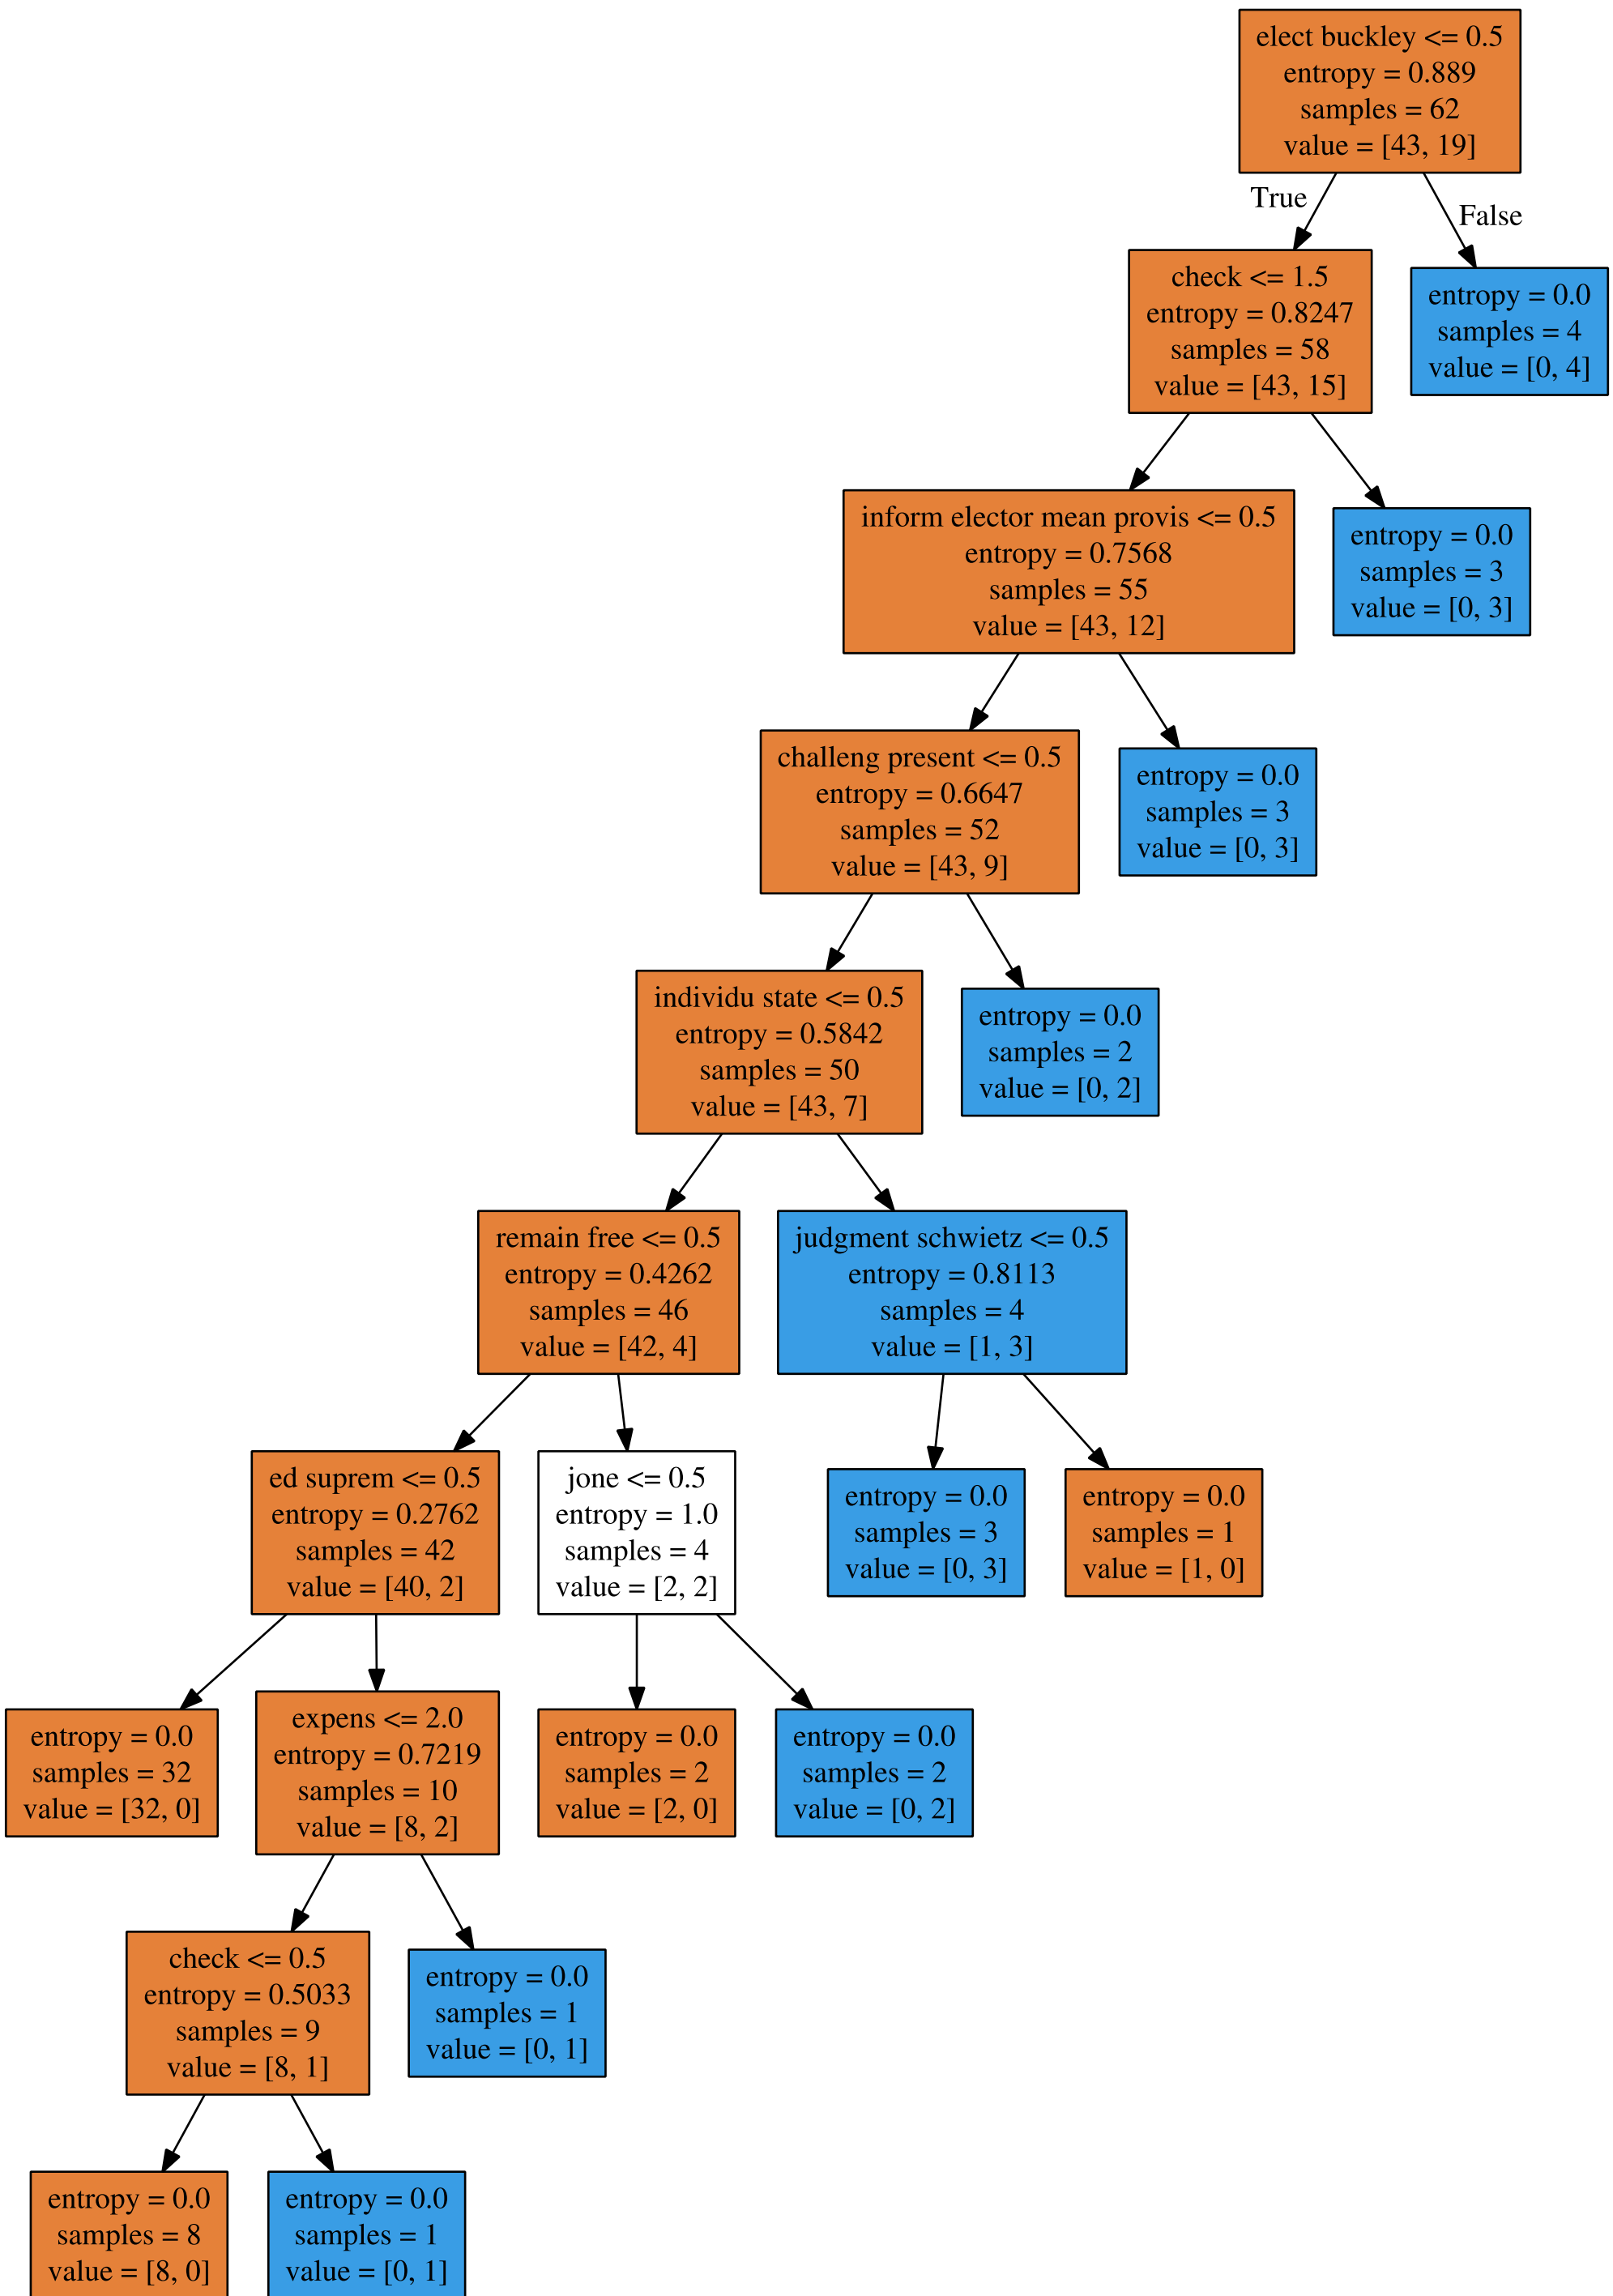 elect buckley <= 0.5
entropy = 0.889
samples = 62
value = [43, 19]
True
False
check <= 1.5
entropy = 0.8247
samples = 58
value = [43, 15]
entropy = 0.0
samples = 4
value = [0, 4]
inform elector mean provis <= 0.5
entropy = 0.7568
samples = 55
value = [43, 12]
entropy = 0.0
samples = 3
value = [0, 3]
challeng present <= 0.5
entropy = 0.6647
samples = 52
value = [43, 9]
entropy = 0.0
samples = 3
value = [0, 3]
individu state <= 0.5
entropy = 0.5842
samples = 50
value = [43, 7]
entropy = 0.0
samples = 2
value = [0, 2]
remain free <= 0.5
entropy = 0.4262
samples = 46
value = [42, 4]
judgment schwietz <= 0.5
entropy = 0.8113
samples = 4
value = [1, 3]
ed suprem <= 0.5
entropy = 0.2762
samples = 42
value = [40, 2]
jone <= 0.5
entropy = 1.0
samples = 4
value = [2, 2]
entropy = 0.0
samples = 3
value = [0, 3]
entropy = 0.0
samples = 1
value = [1, 0]
entropy = 0.0
samples = 32
value = [32, 0]
expens <= 2.0
entropy = 0.7219
samples = 10
value = [8, 2]
entropy = 0.0
samples = 2
value = [2, 0]
entropy = 0.0
samples = 2
value = [0, 2]
check <= 0.5
entropy = 0.5033
samples = 9
value = [8, 1]
entropy = 0.0
samples = 1
value = [0, 1]
entropy = 0.0
samples = 8
value = [8, 0]
entropy = 0.0
samples = 1
value = [0, 1]